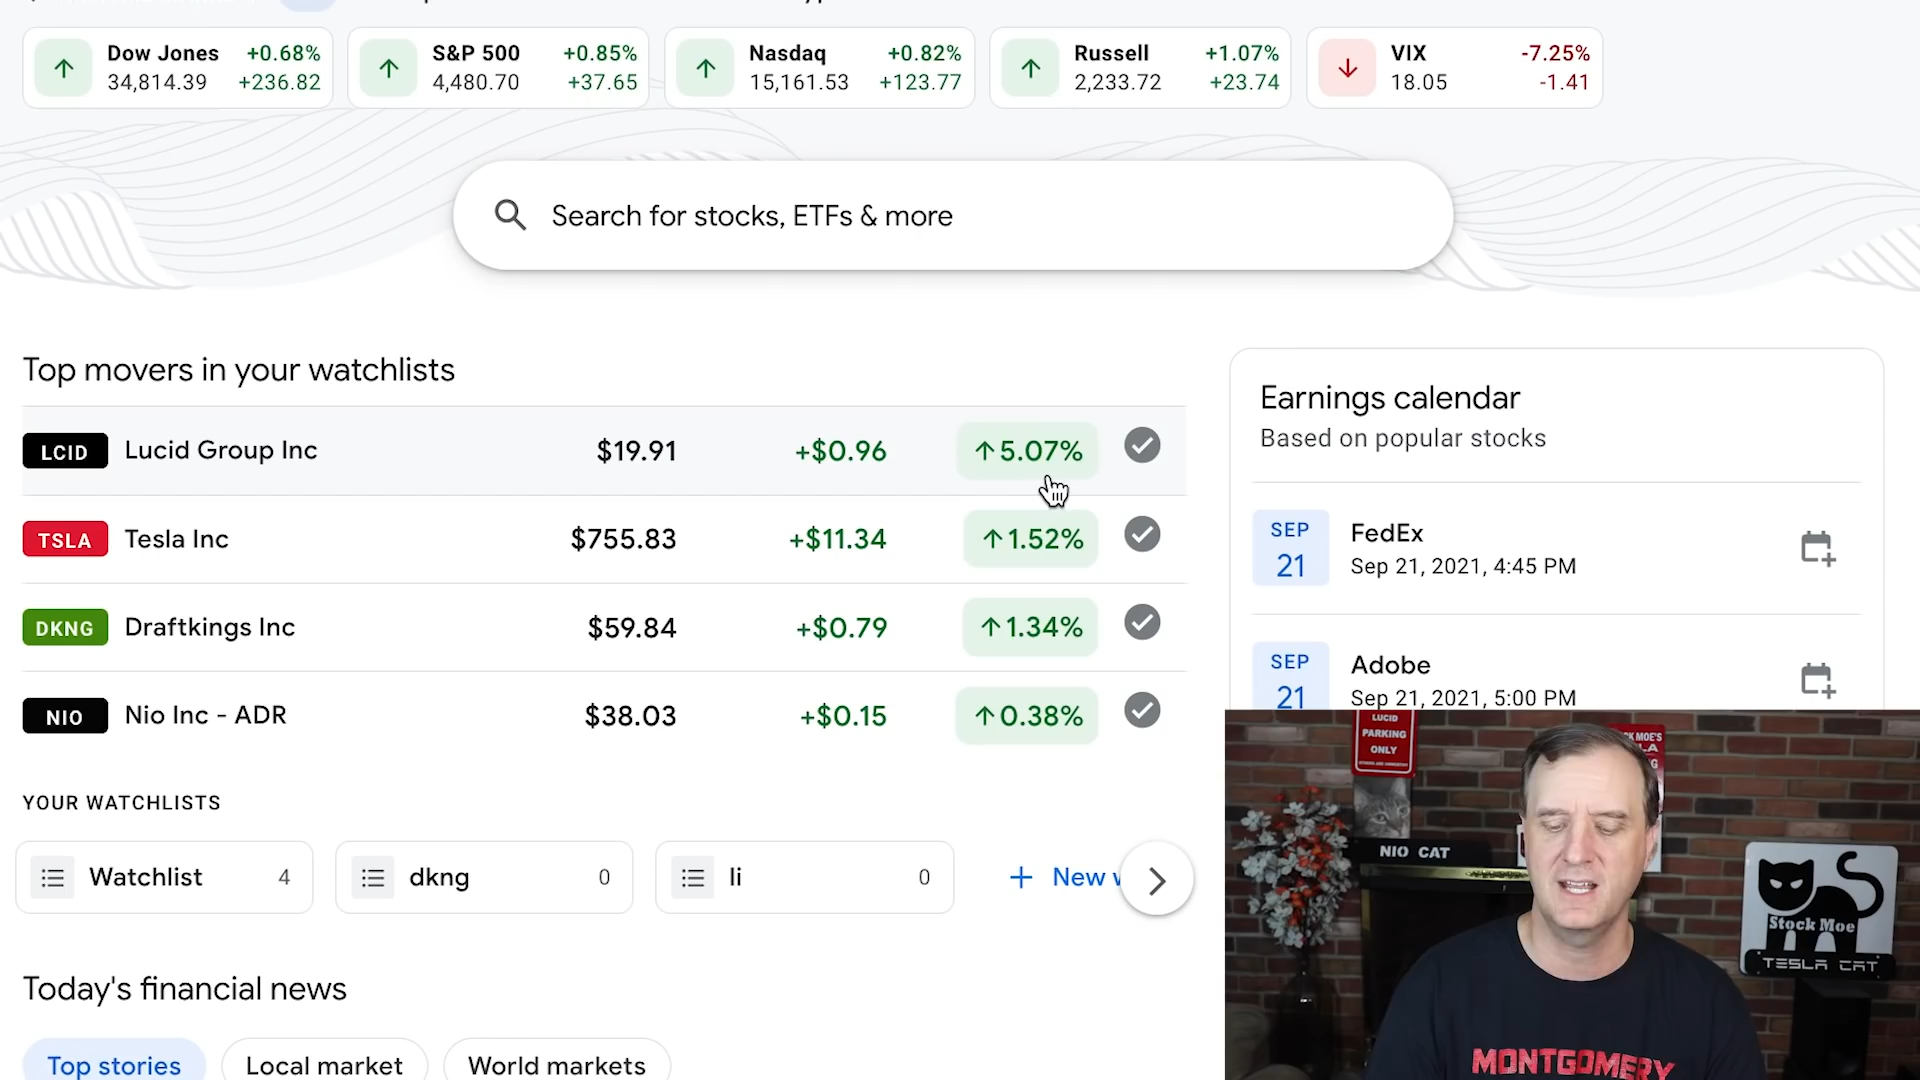 Dow Jones +0.68%
34,814.39 +236.82
S&P 500 +0.85%
4,480.70 +37.65
Nasdaq +0.82%
15,161.53 +123.77
Russell +1.07%
2,233.72 +23.74
VIX -7.25%
18.05 -1.41
Search for stocks, ETFs & more
Top movers in your watchlists
LCID Lucid Group Inc $19.91 +$0.96 ↑5.07%
TSLA Tesla Inc $755.83 +$11.34 ↑1.52%
DKNG Draftkings Inc $59.84 +$0.79 ↑1.34%
NIO Nio Inc - ADR $38.03 +$0.15 ↑0.38%
YOUR WATCHLISTS
Watchlist 4
dkng 0
li 0
+ New
Today's financial news
Top stories
Local market
World markets
Earnings calendar
Based on popular stocks
SEP
21
FedEx
Sep 21, 2021, 4:45 PM
SEP
21
Adobe
Sep 21, 2021, 5:00 PM
LUCID
PARKING
ONLY
NIO CAT
Stock Moe
TESLA CAT
MONTGOMERY